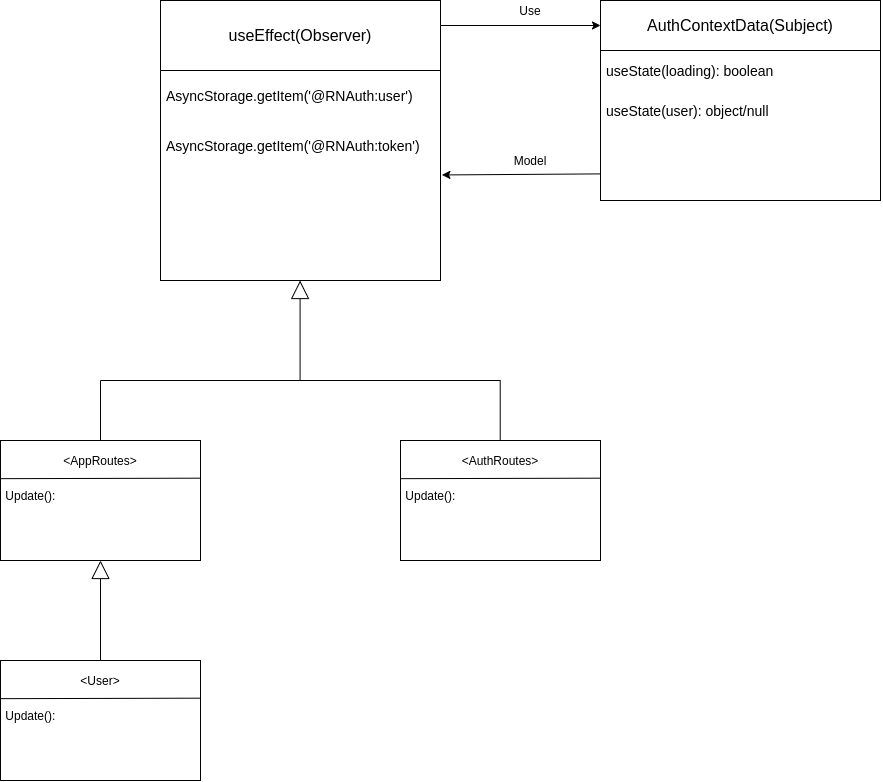 useEffect(Observer)
Use
AuthContextData(Subject)
AsyncStorage.getItem('@RNAuth:user')
AsyncStorage.getItem('@RNAuth:token')
useState(loading): boolean
useState(user): object/null
Model
<AppRoutes>
Update():
<AuthRoutes>
Update():
<User>
Update():